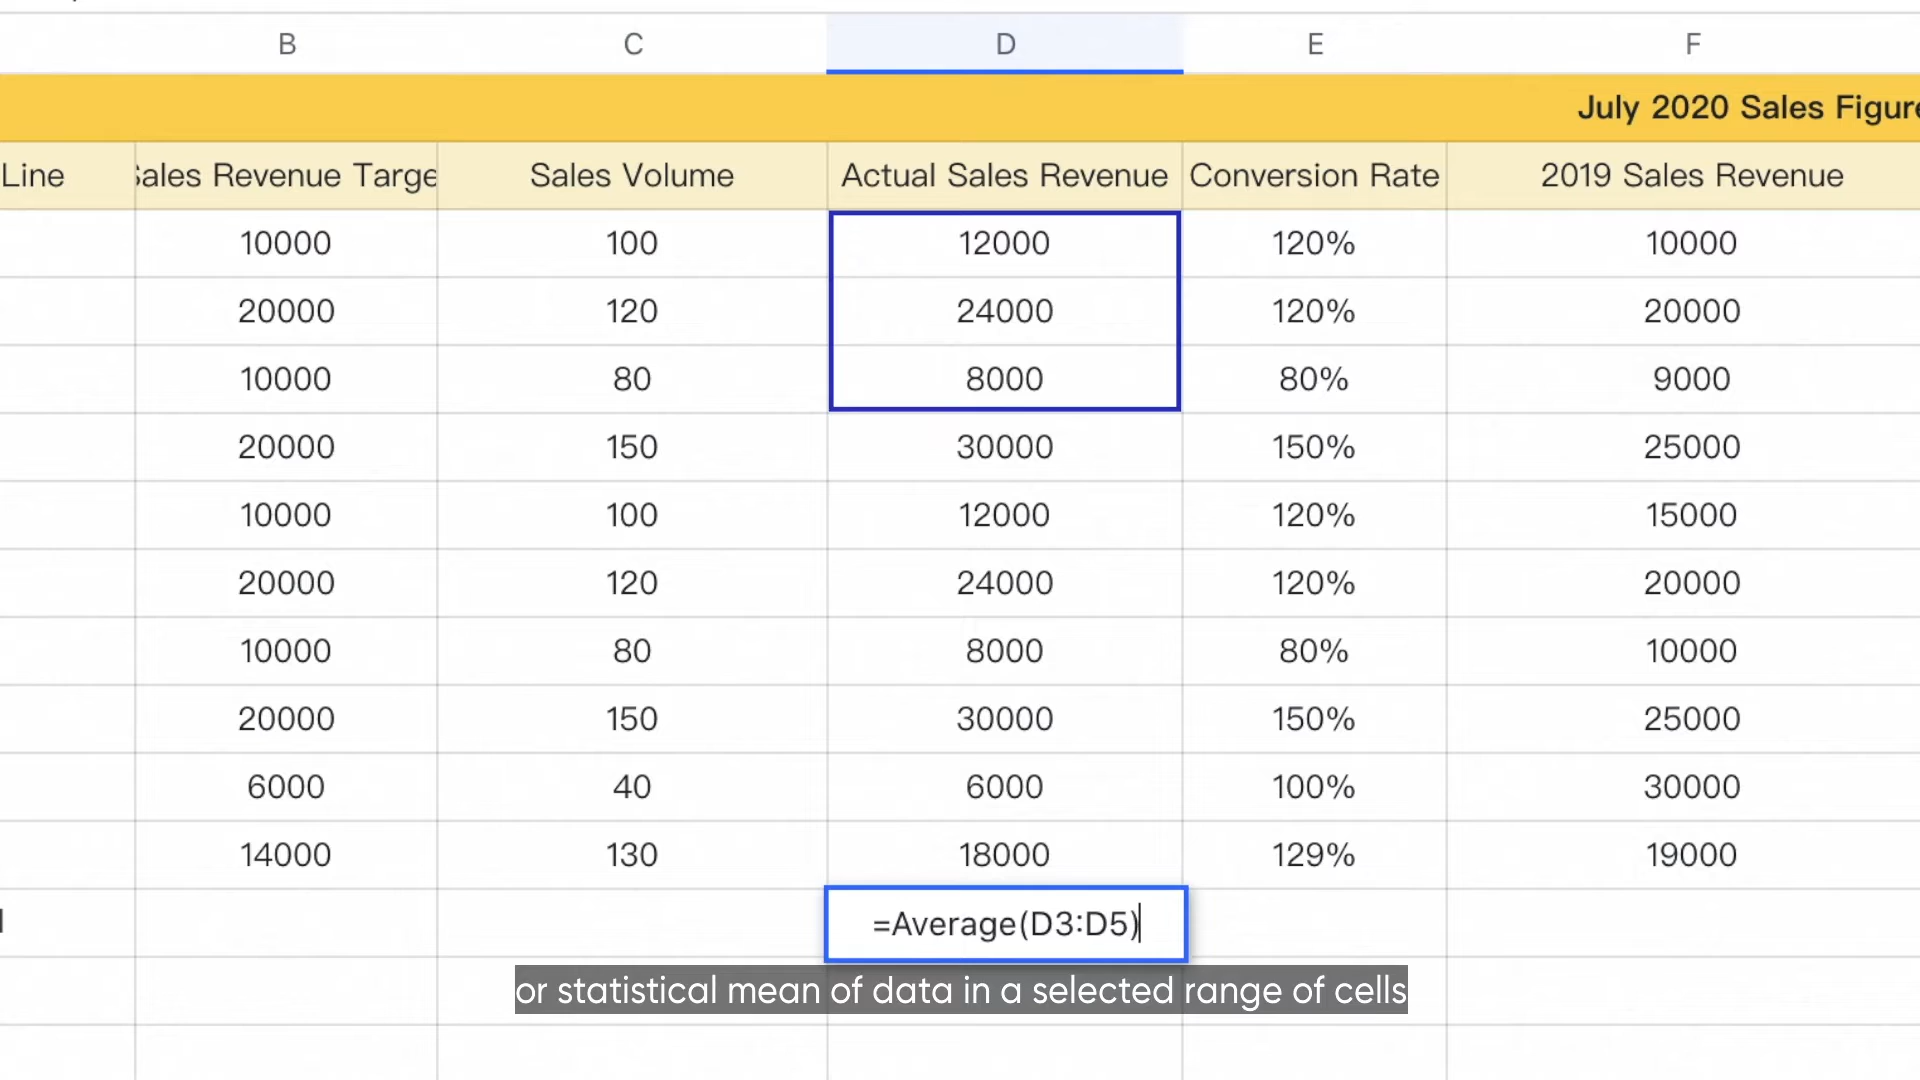 B C D E F
July 2020 Sales Figure
Line Sales Revenue Targe Sales Volume Actual Sales Revenue Conversion Rate 2019 Sales Revenue
10000 100 12000 120% 10000
20000 120 24000 120% 20000
10000 80 8000 80% 9000
20000 150 30000 150% 25000
10000 100 12000 120% 15000
20000 120 24000 120% 20000
10000 80 8000 80% 10000
20000 150 30000 150% 25000
6000 40 6000 100% 30000
14000 130 18000 129% 19000
=Average(D3:D5)
or statistical mean of data in a selected range of cells